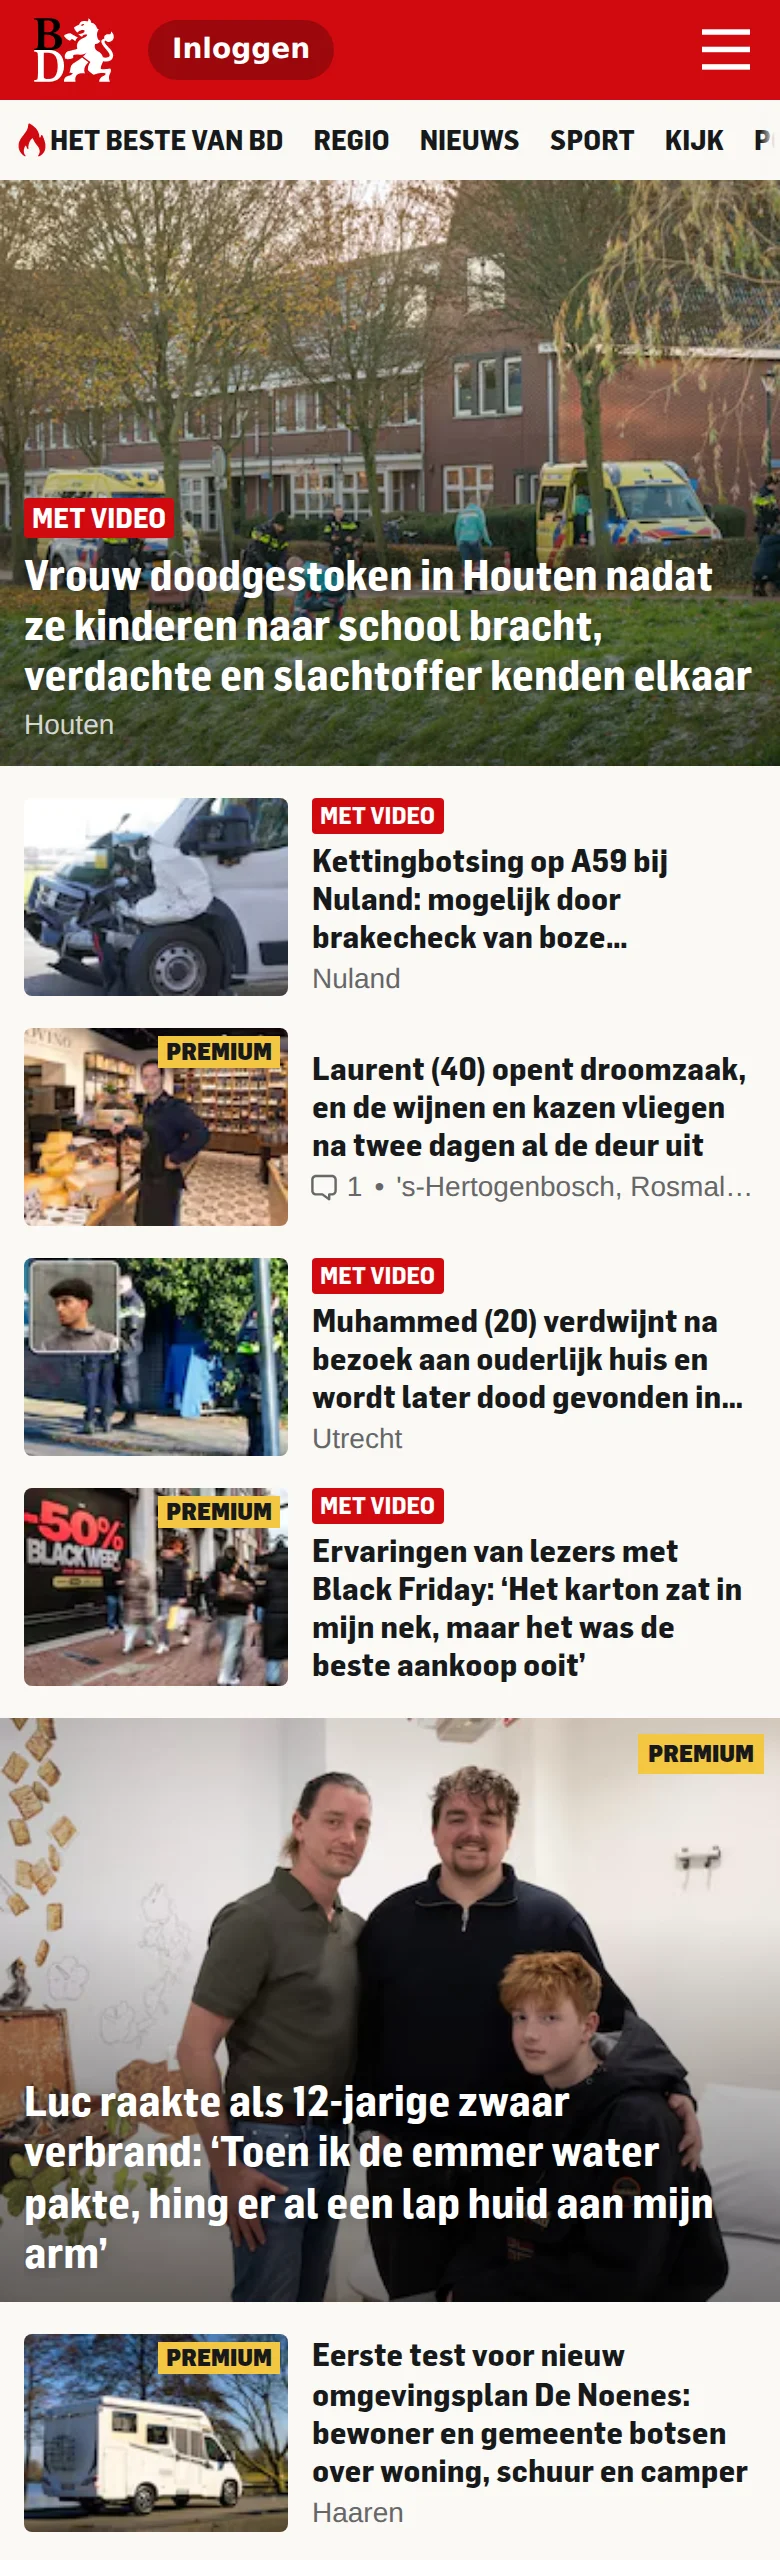 BD
Inloggen
HET BESTE VAN BD REGIO NIEUWS SPORT KIJK
MET VIDEO
Vrouw doodgestoken in Houten nadat
ze kinderen naar school bracht,
verdachte en slachtoffer kenden elkaar
Houten
MET VIDEO
Kettingbotsing op A59 bij
Nuland: mogelijk door
brakecheck van boze...
Nuland
PREMIUM
Laurent (40) opent droomzaak,
en de wijnen en kazen vliegen
na twee dagen al de deur uit
1 • 's-Hertogenbosch, Rosmal...
MET VIDEO
Muhammed (20) verdwijnt na
bezoek aan ouderlijk huis en
wordt later dood gevonden in...
Utrecht
-50%
BLACK WEEK
PREMIUM
MET VIDEO
Ervaringen van lezers met
Black Friday: ‘Het karton zat in
mijn nek, maar het was de
beste aankoop ooit’
PREMIUM
Luc raakte als 12-jarige zwaar
verbrand: ‘Toen ik de emmer water
pakte, hing er al een lap huid aan mijn
arm’
PREMIUM
Eerste test voor nieuw
omgevingsplan De Noenes:
bewoner en gemeente botsen
over woning, schuur en camper
Haaren